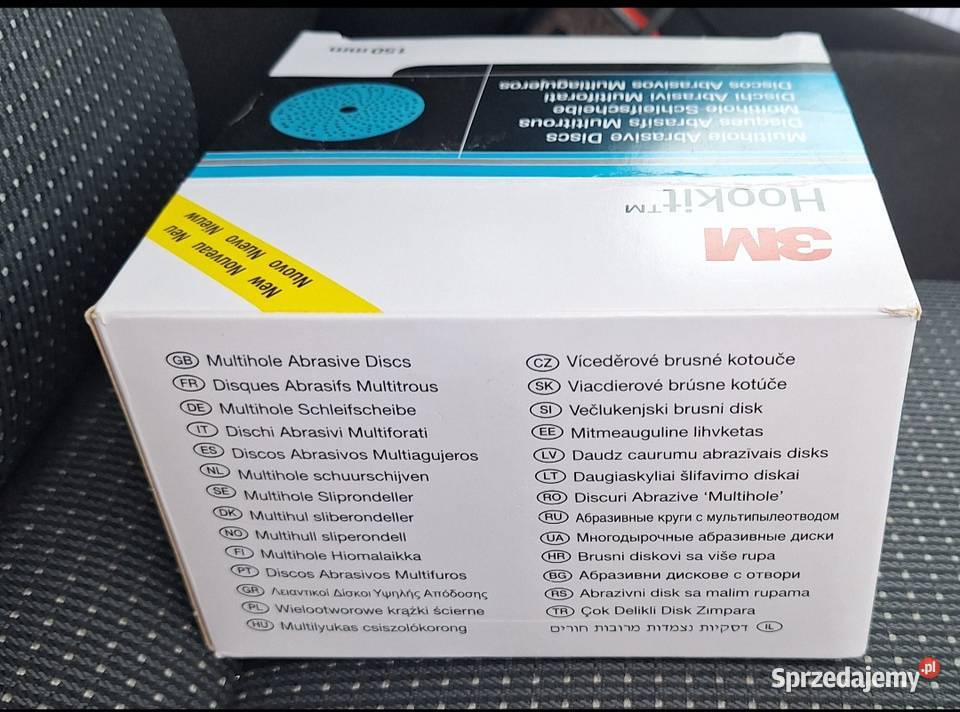 150 mm
Multihole Abrasive Discs
Disques Abrasifs Multitrous
Multihole Schleifscheibe
Dischi Abrasivi Multiforati
Discos Abrasivos Multiagujeros
Hookit™
3M
New Nouveau Neu
Nuovo Nuevo Nieuw
GB Multihole Abrasive Discs
FR Disques Abrasifs Multitrous
DE Multihole Schleifscheibe
IT Dischi Abrasivi Multiforati
ES Discos Abrasivos Multiagujeros
NL Multihole schuurschijven
SE Multihole Sliprondeller
DK Multihul sliberondeller
NO Multihull sliperondell
FI Multihole Hiomalaikka
PT Discos Abrasivos Multifuros
GR Λειαντικοί Δίσκοι Υψηλής Απόδοσης
PL Wielootworowe krążki ścierne
HU Multilyukas csiszolókorong
CZ Víceděrové brusné kotouče
SK Viacdierové brúsne kotúče
SI Večlukenjski brusni disk
EE Mitmeauguline lihvketas
LV Daudz caurumu abrazivais disks
LT Daugiaskyliai šlifavimo diskai
RO Discuri Abrazive ‘Multihole’
RU Абразивные круги с мультипылеотводом
UA Многодырочные абразивные диски
HR Brusni diskovi sa više rupa
BG Абразивни дискове с отвори
RS Abrazivni disk sa malim rupama
TR Çok Delikli Disk Zımpara
IL דסקיות נצמדות מרובות חורים
Sprzedajemy.pl